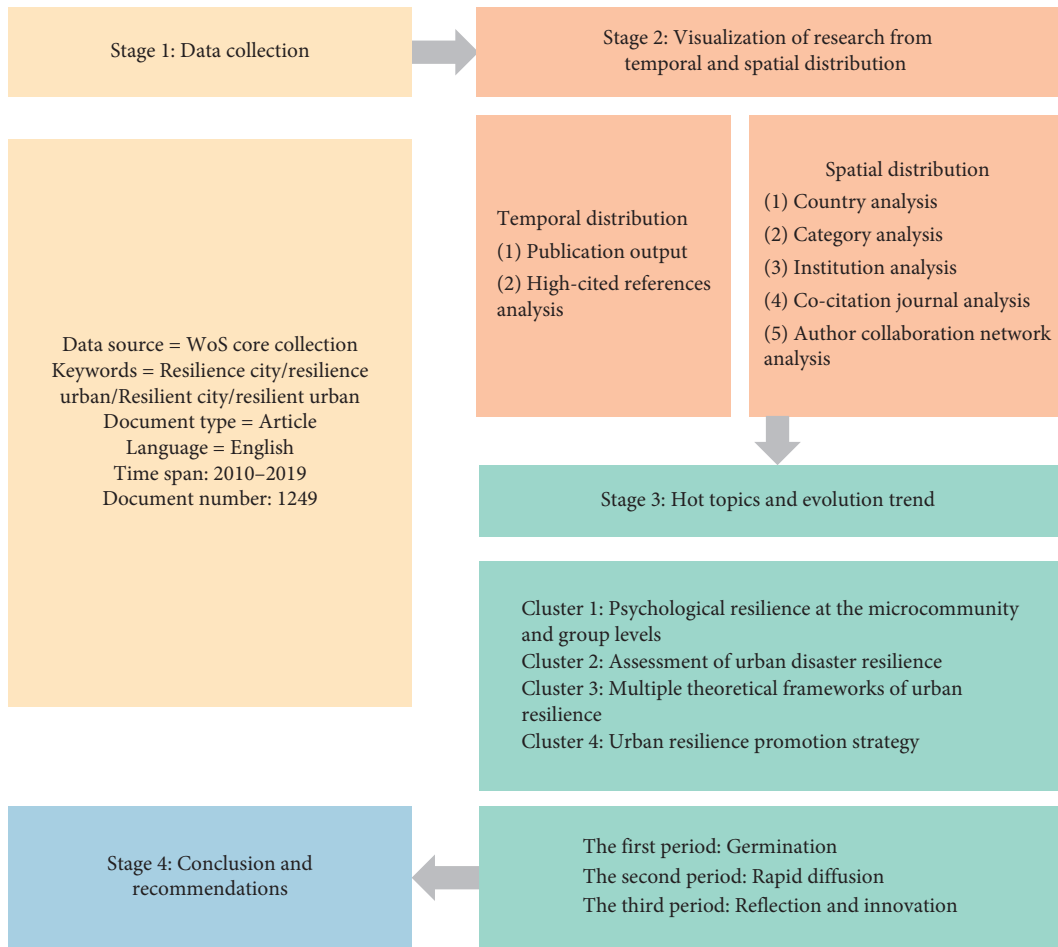 Stage 1: Data collection
Stage 2: Visualization of research from
temporal and spatial distribution
Data source = WoS core collection
Keywords = Resilience city/resilience
urban/Resilient city/resilient urban
Document type = Article
Language = English
Time span: 2010–2019
Document number: 1249
Temporal distribution
(1) Publication output
(2) High-cited references
analysis
Spatial distribution
(1) Country analysis
(2) Category analysis
(3) Institution analysis
(4) Co-citation journal analysis
(5) Author collaboration network
analysis
Stage 3: Hot topics and evolution trend
Cluster 1: Psychological resilience at the microcommunity
and group levels
Cluster 2: Assessment of urban disaster resilience
Cluster 3: Multiple theoretical frameworks of urban
resilience
Cluster 4: Urban resilience promotion strategy
The first period: Germination
The second period: Rapid diffusion
The third period: Reflection and innovation
Stage 4: Conclusion and
recommendations